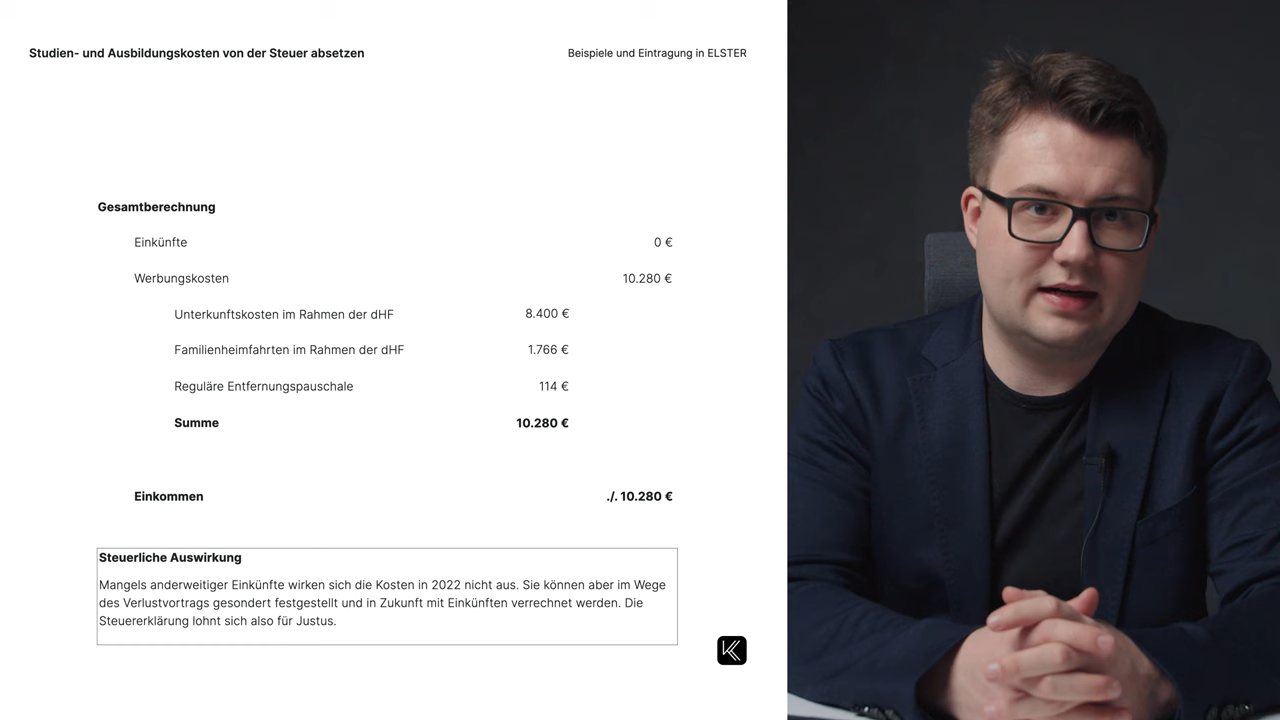 Studien- und Ausbildungskosten von der Steuer absetzen
Beispiele und Eintragung in ELSTER
Gesamtberechnung
Einkünfte 0 €
Werbungskosten 10.280 €
Unterkunftskosten im Rahmen der dHF 8.400 €
Familienheimfahrten im Rahmen der dHF 1.766 €
Reguläre Entfernungspauschale 114 €
Summe 10.280 €
Einkommen ./. 10.280 €
Steuerliche Auswirkung
Mangels anderweitiger Einkünfte wirken sich die Kosten in 2022 nicht aus. Sie können aber im Wege
des Verlustvortrags gesondert festgestellt und in Zukunft mit Einkünften verrechnet werden. Die
Steuererklärung lohnt sich also für Justus.